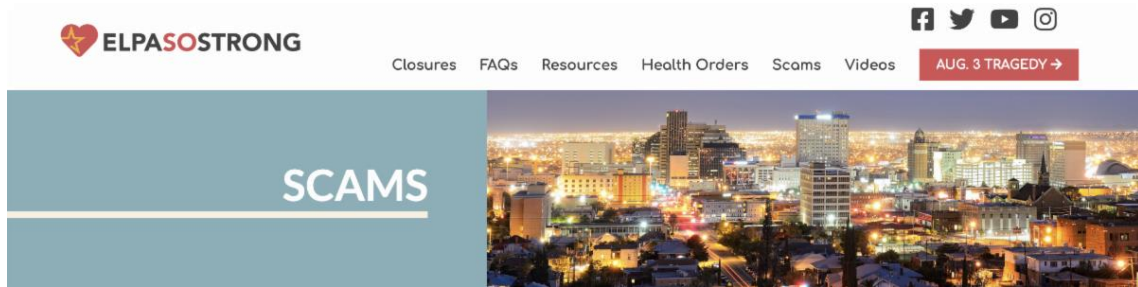 ELPASOSTRONG
Closures FAQs Resources Health Orders Scams Videos AUG. 3 TRAGEDY →
SCAMS